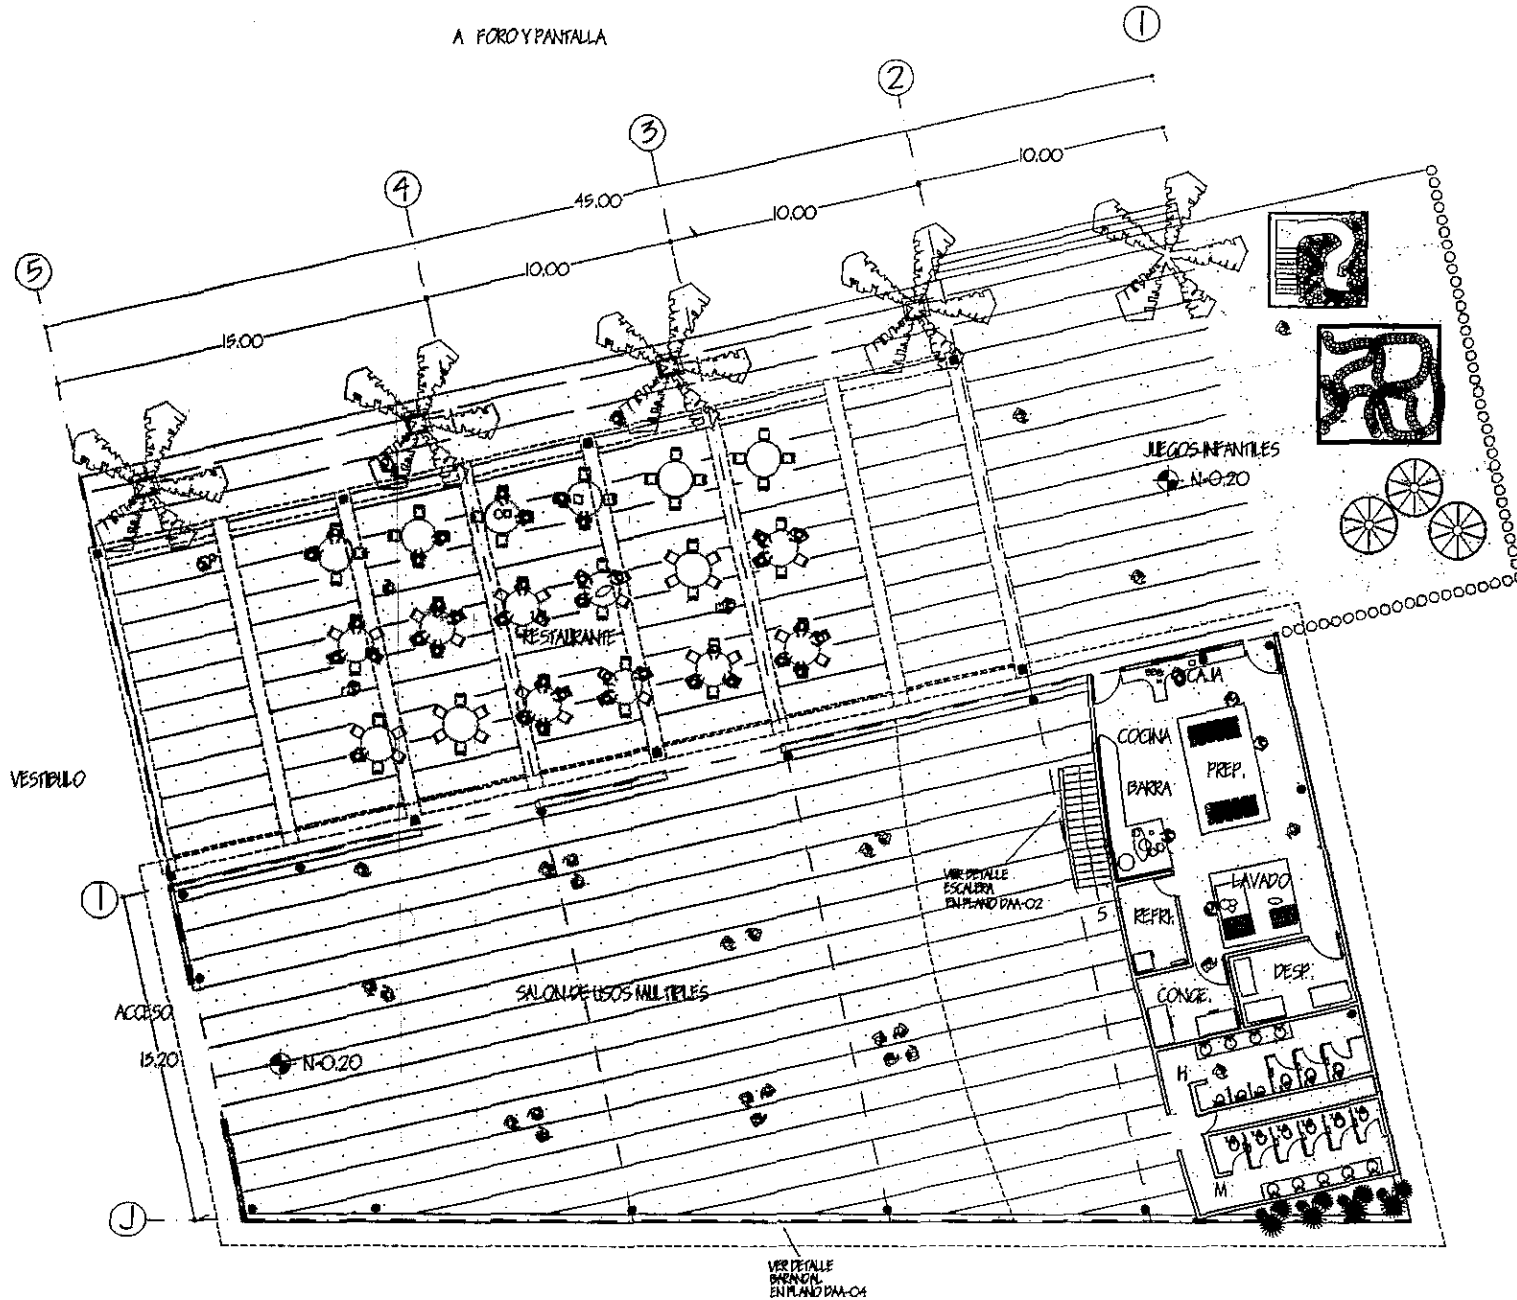 A FORO Y PANTALLA
1
2
3
4
5
45.00
10.00
10.00
10.00
15.00
JUEGOS INFANTILES
N-0.20
RESTAURANTE
VESTIBULO
CAJA
COCINA
PREP.
BARRA
VER DETALLE
ESCALERA
EN PLANO DAA-02
LAVADO
REFRI.
S
I
DESP.
CONGE.
SALON DE USOS MULTIPLES
ACCESO
13.20
N-0.20
H
M
J
VER DETALLE
BARANDAL
EN PLANO DAA-04